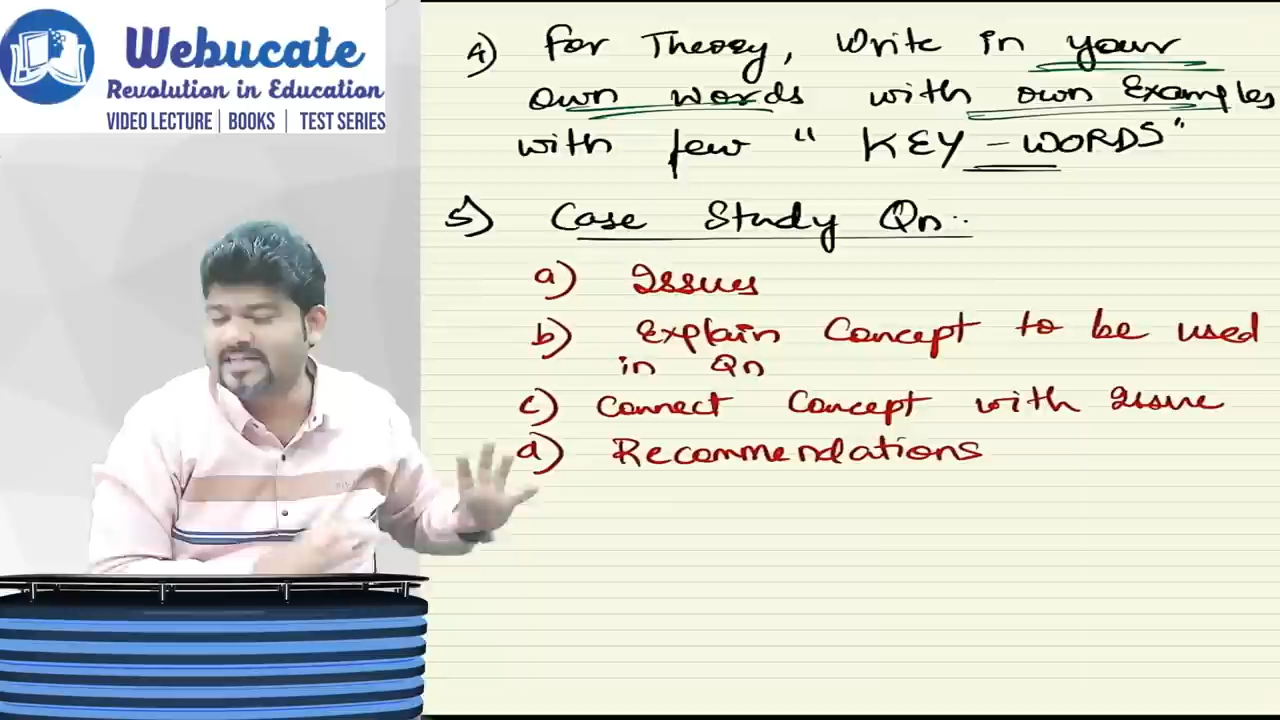 Webucate
Revolution in Education
VIDEO LECTURE | BOOKS | TEST SERIES
4) For Theory, Write in your
own words with own Examples
with few " KEY - WORDS"
5) Case Study Qn..
a) Issues
b) Explain Concept to be used
in Qn
c) Connect Concept with Issue
d) Recommendations